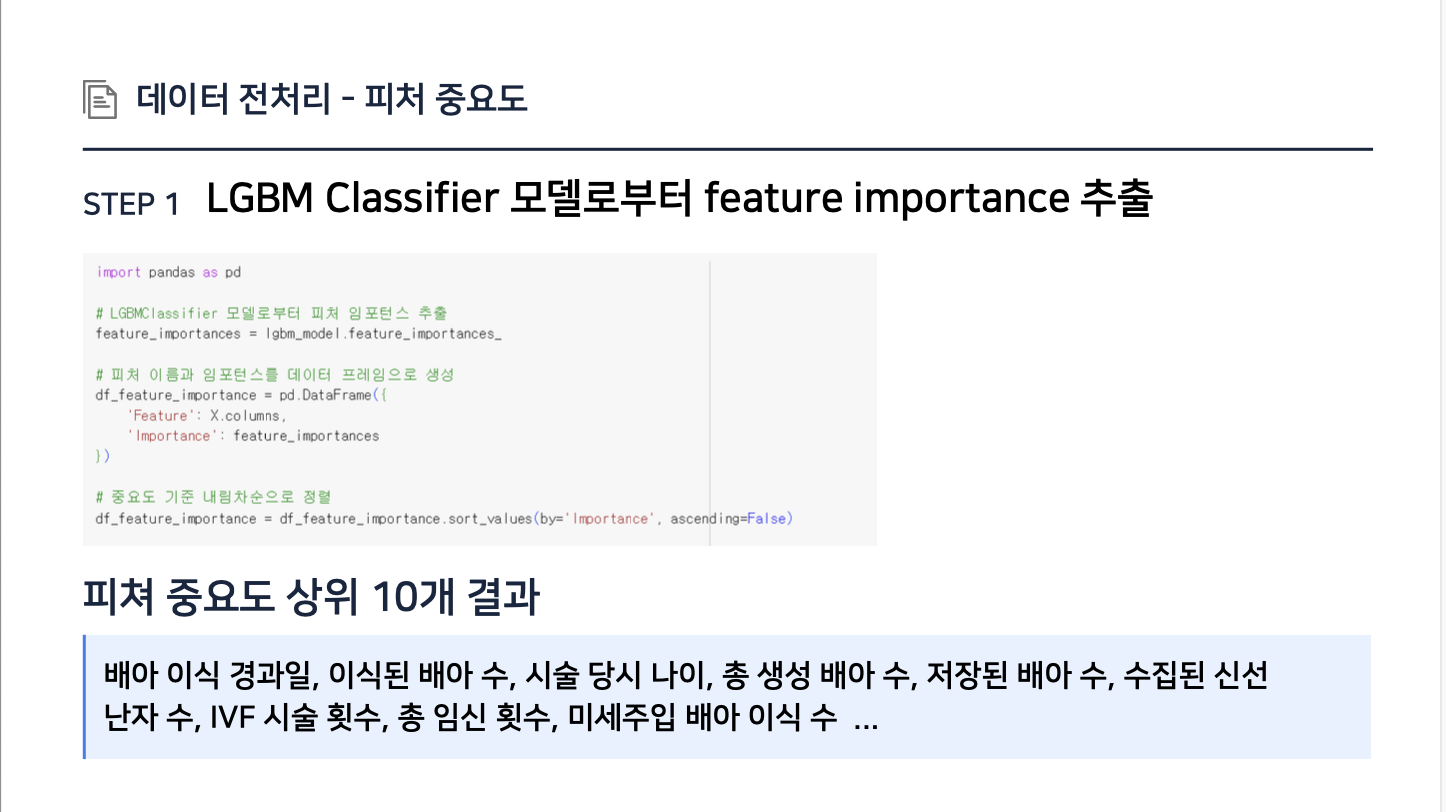 데이터 전처리 - 피처 중요도
STEP 1 LGBM Classifier 모델로부터 feature importance 추출
import pandas as pd
# LGBMClassifier 모델로부터 피처 임포턴스 추출
feature_importances = lgbm_model.feature_importances_
# 피처 이름과 임포턴스를 데이터 프레임으로 생성
df_feature_importance = pd.DataFrame({
    'Feature': X.columns,
    'Importance': feature_importances
})
# 중요도 기준 내림차순으로 정렬
df_feature_importance = df_feature_importance.sort_values(by='Importance', ascending=False)
피쳐 중요도 상위 10개 결과
배아 이식 경과일, 이식된 배아 수, 시술 당시 나이, 총 생성 배아 수, 저장된 배아 수, 수집된 신선
난자 수, IVF 시술 횟수, 총 임신 횟수, 미세주입 배아 이식 수 ...